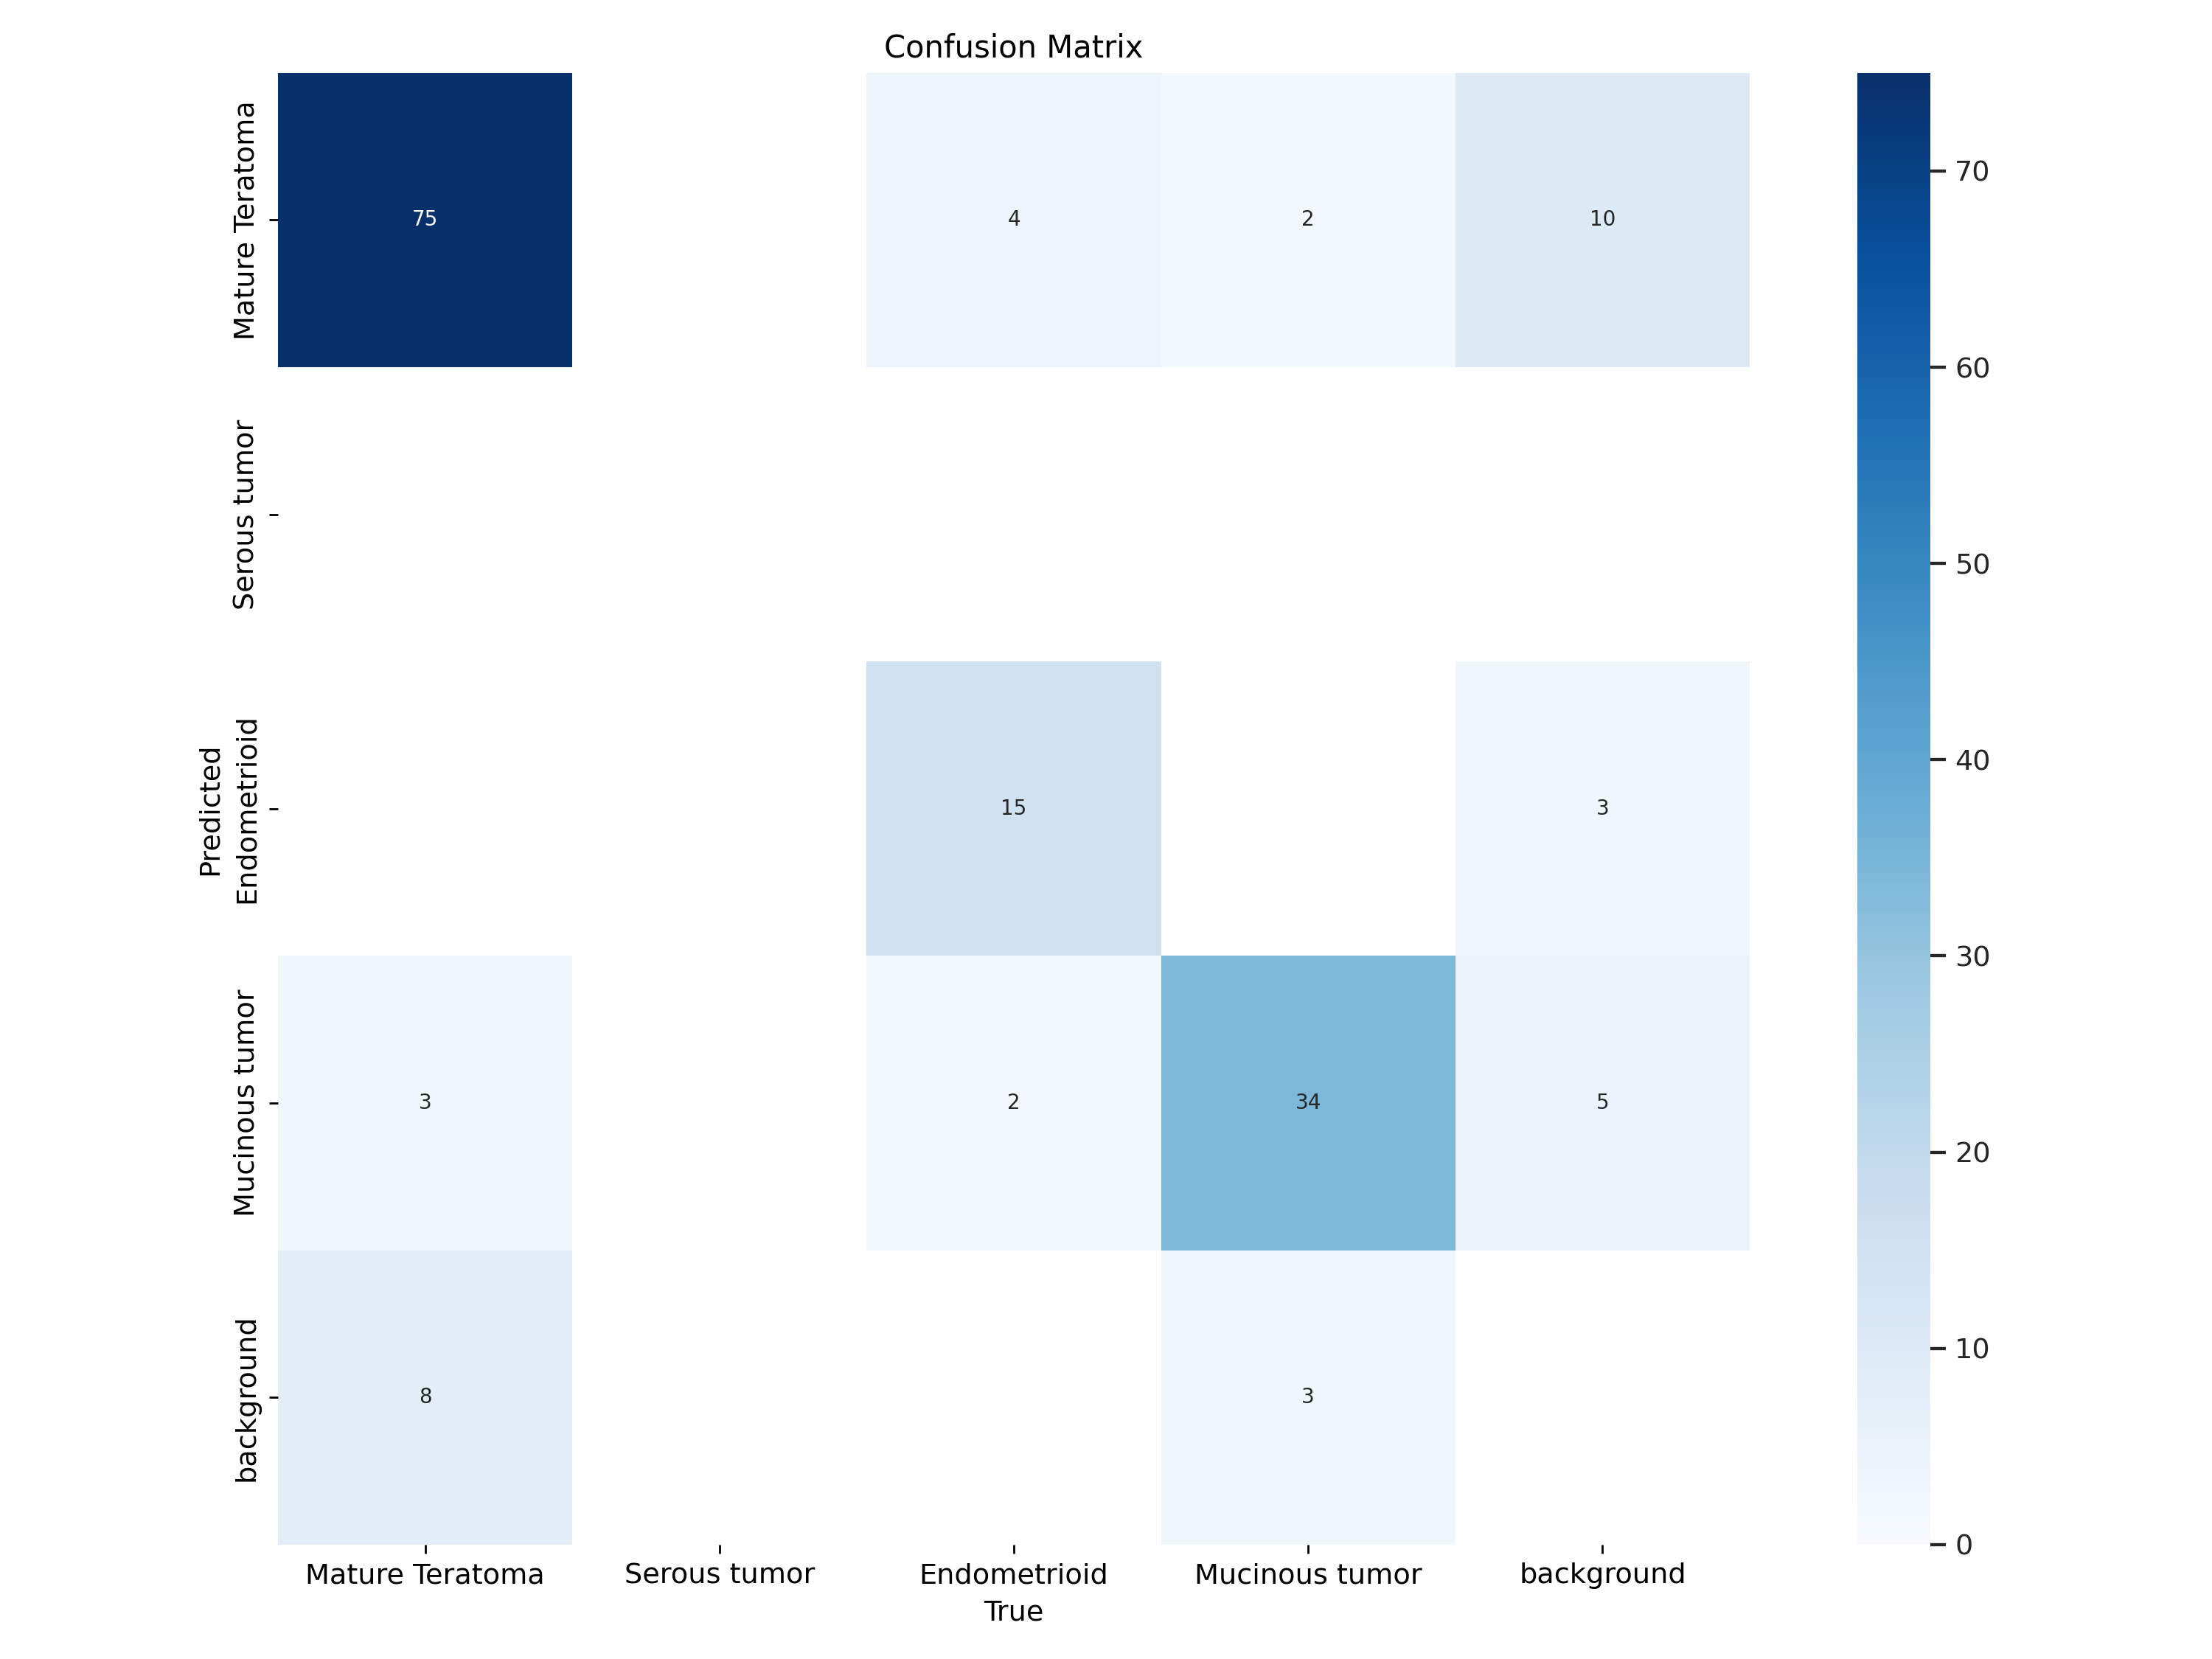 Confusion Matrix
Mature Teratoma
75
4
2
10
70
60
Serous tumor
50
40
Predicted
Endometrioid
15
3
30
Mucinous tumor
3
2
34
5
20
background
8
3
10
0
Mature Teratoma
Serous tumor
Endometrioid
Mucinous tumor
background
True